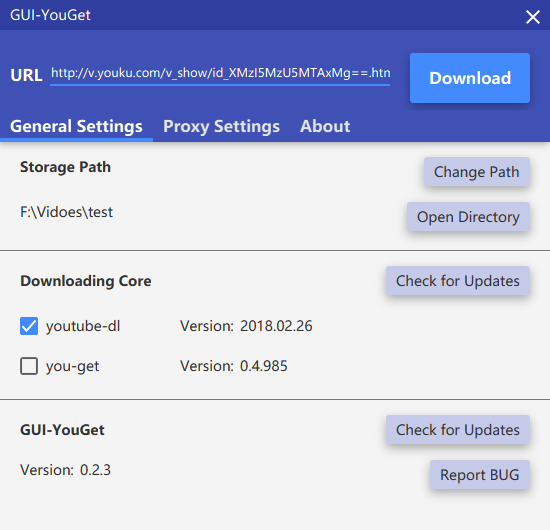 GUI-YouGet
URL http://v.youku.com/v_show/id_XMzI5MzU5MTAxMg==.htm Download
General Settings Proxy Settings About
Storage Path Change Path
F:\Vidoes\test Open Directory
Downloading Core Check for Updates
youtube-dl Version: 2018.02.26
you-get Version: 0.4.985
GUI-YouGet Check for Updates
Version: 0.2.3 Report BUG